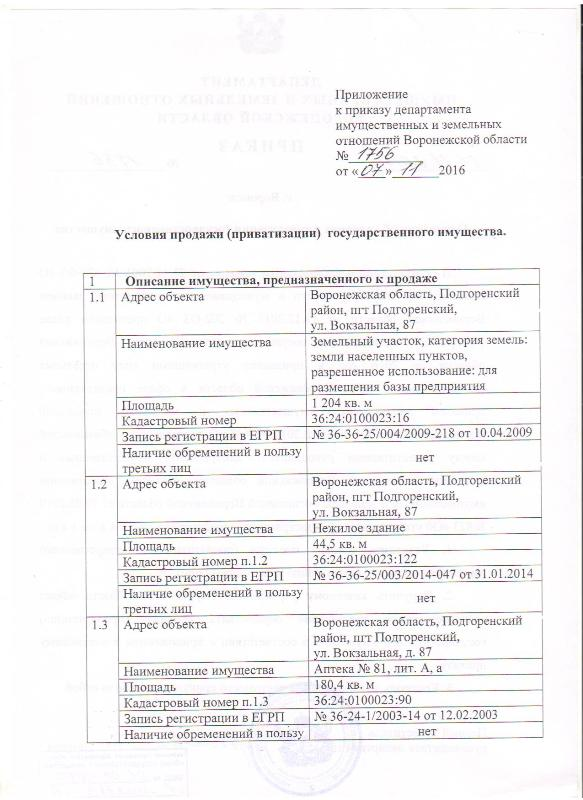 Приложение
к приказу департамента
имущественных и земельных
отношений Воронежской области
№ 1756
от « 07 » 11 2016
Условия продажи (приватизации) государственного имущества.
1 Описание имущества, предназначенного к продаже
1.1 Адрес объекта Воронежская область, Подгоренский
район, пгт Подгоренский,
ул. Вокзальная, 87
Наименование имущества Земельный участок, категория земель:
земли населенных пунктов,
разрешенное использование: для
размещения базы предприятия
Площадь 1 204 кв. м
Кадастровый номер 36:24:0100023:16
Запись регистрации в ЕГРП № 36-36-25/004/2009-218 от 10.04.2009
Наличие обременений в пользу нет
третьих лиц
1.2 Адрес объекта Воронежская область, Подгоренский
район, пгт Подгоренский,
ул. Вокзальная, 87
Наименование имущества Нежилое здание
Площадь 44,5 кв. м
Кадастровый номер п.1.2 36:24:0100023:122
Запись регистрации в ЕГРП № 36-36-25/003/2014-047 от 31.01.2014
Наличие обременений в пользу нет
третьих лиц
1.3 Адрес объекта Воронежская область, Подгоренский
район, пгт Подгоренский,
ул. Вокзальная, д. 87
Наименование имущества Аптека № 81, лит. А, а
Площадь 180,4 кв. м
Кадастровый номер п.1.3 36:24:0100023:90
Запись регистрации в ЕГРП № 36-24-1/2003-14 от 12.02.2003
Наличие обременений в пользу нет